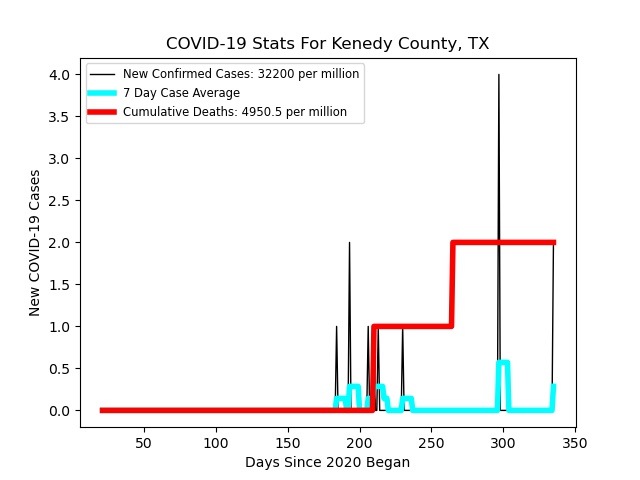 COVID-19 Stats For Kenedy County, TX
New Confirmed Cases: 32200 per million
7 Day Case Average
Cumulative Deaths: 4950.5 per million
New COVID-19 Cases
4.0
3.5
3.0
2.5
2.0
1.5
1.0
0.5
0.0
50 100 150 200 250 300 350
Days Since 2020 Began